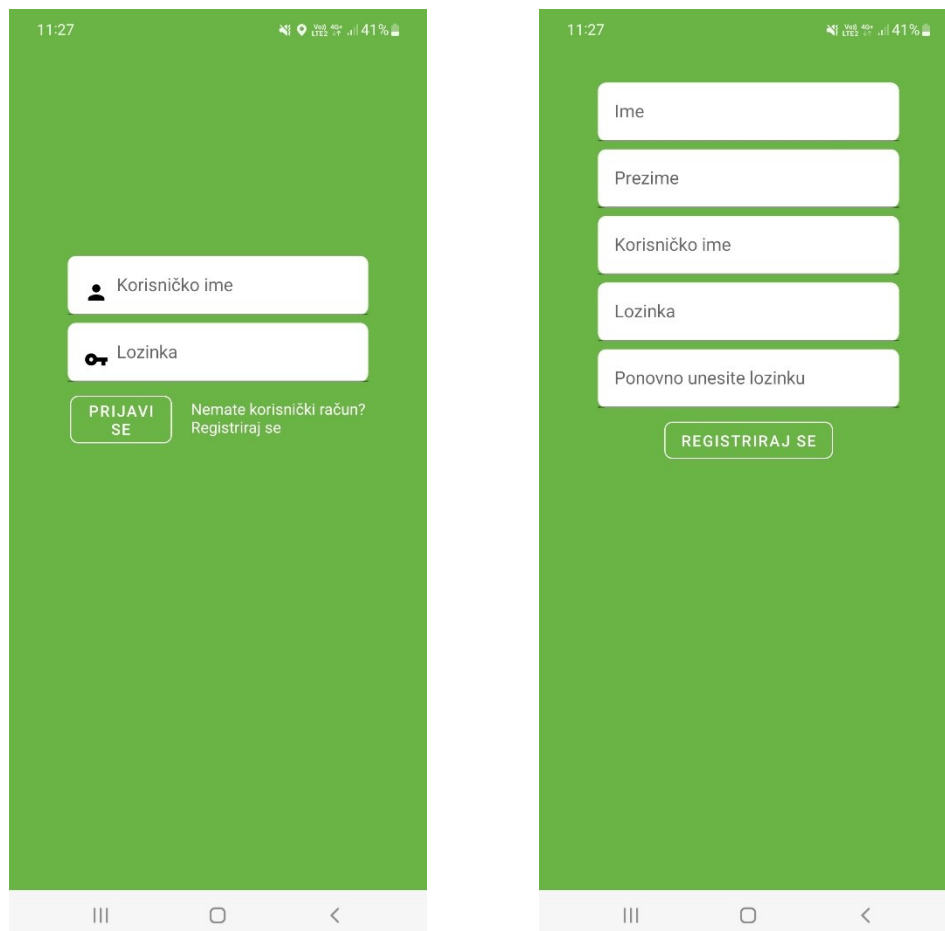 11:27
41%
Korisničko ime
Lozinka
PRIJAVI
SE
Nemate korisnički račun?
Registriraj se
11:27
41%
Ime
Prezime
Korisničko ime
Lozinka
Ponovno unesite lozinku
REGISTRIRAJ SE